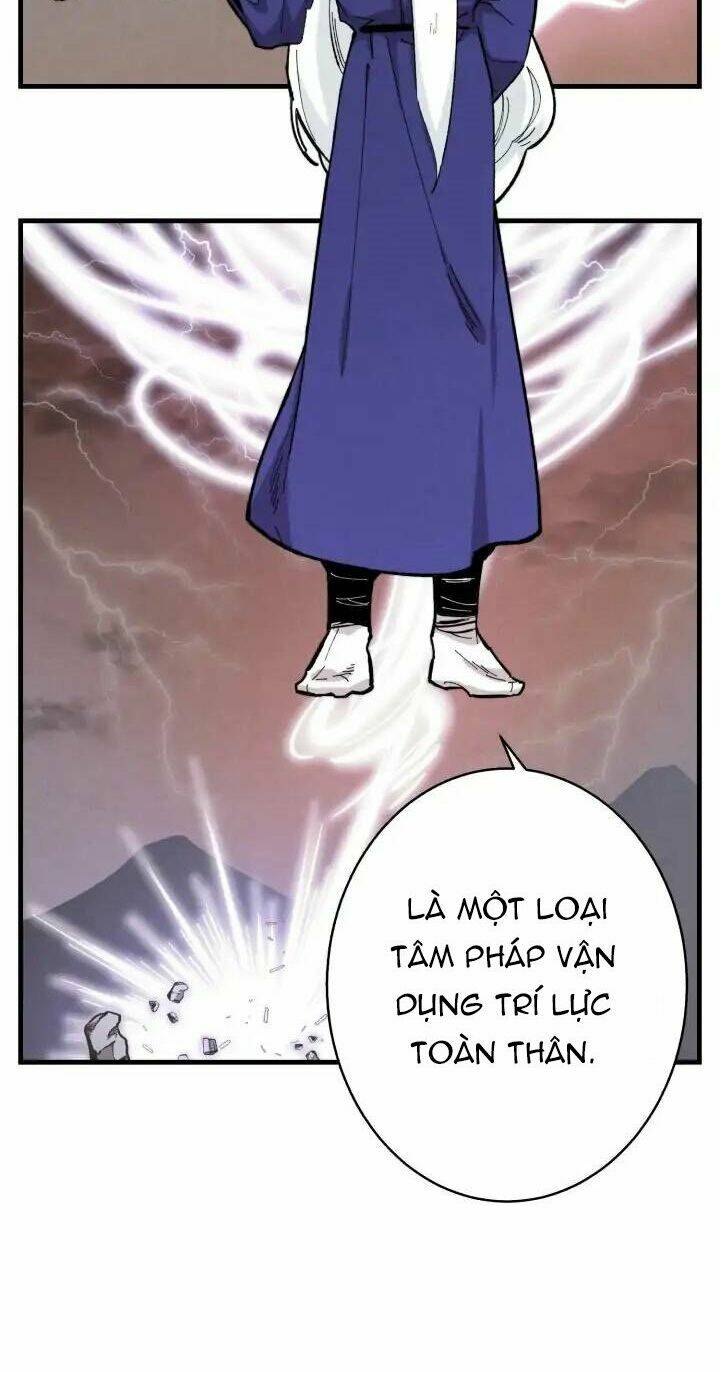 LÀ MỘT LOẠI
TÂM PHÁP VẬN
DỤNG TRÍ LỰC
TOÀN THÂN.